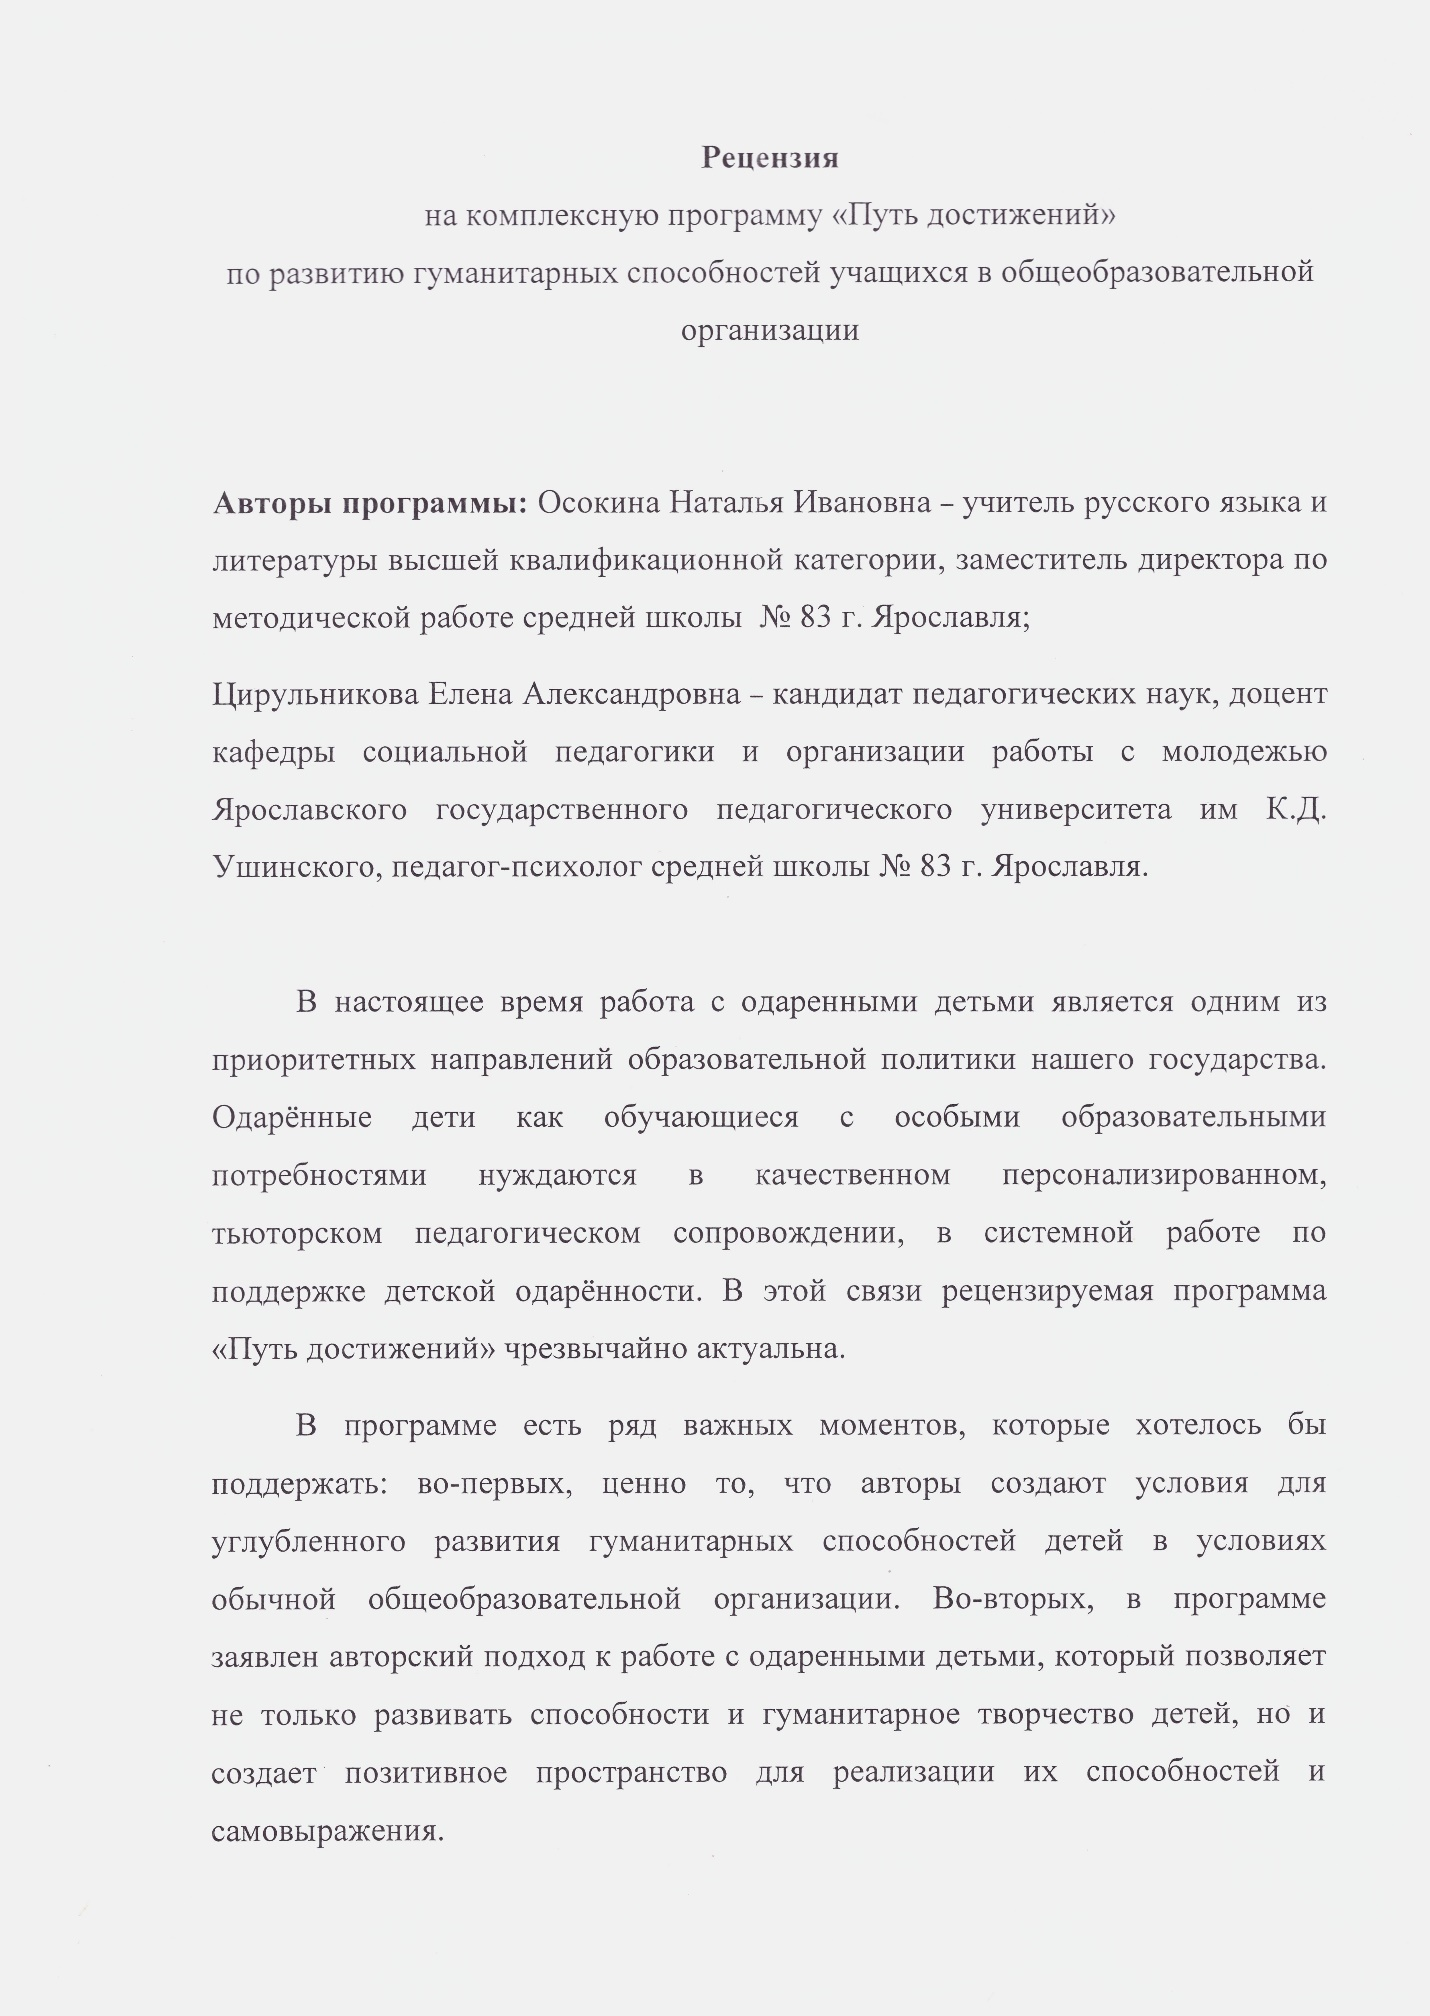 Рецензия
на комплексную программу «Путь достижений»
по развитию гуманитарных способностей учащихся в общеобразовательной
организации
Авторы программы: Осокина Наталья Ивановна – учитель русского языка и
литературы высшей квалификационной категории, заместитель директора по
методической работе средней школы № 83 г. Ярославля;
Цирульникова Елена Александровна – кандидат педагогических наук, доцент
кафедры социальной педагогики и организации работы с молодежью
Ярославского государственного педагогического университета им К.Д.
Ушинского, педагог-психолог средней школы № 83 г. Ярославля.
В настоящее время работа с одаренными детьми является одним из
приоритетных направлений образовательной политики нашего государства.
Одарённые дети как обучающиеся с особыми образовательными
потребностями нуждаются в качественном персонализированном,
тьюторском педагогическом сопровождении, в системной работе по
поддержке детской одарённости. В этой связи рецензируемая программа
«Путь достижений» чрезвычайно актуальна.
В программе есть ряд важных моментов, которые хотелось бы
поддержать: во-первых, ценно то, что авторы создают условия для
углубленного развития гуманитарных способностей детей в условиях
обычной общеобразовательной организации. Во-вторых, в программе
заявлен авторский подход к работе с одаренными детьми, который позволяет
не только развивать способности и гуманитарное творчество детей, но и
создает позитивное пространство для реализации их способностей и
самовыражения.